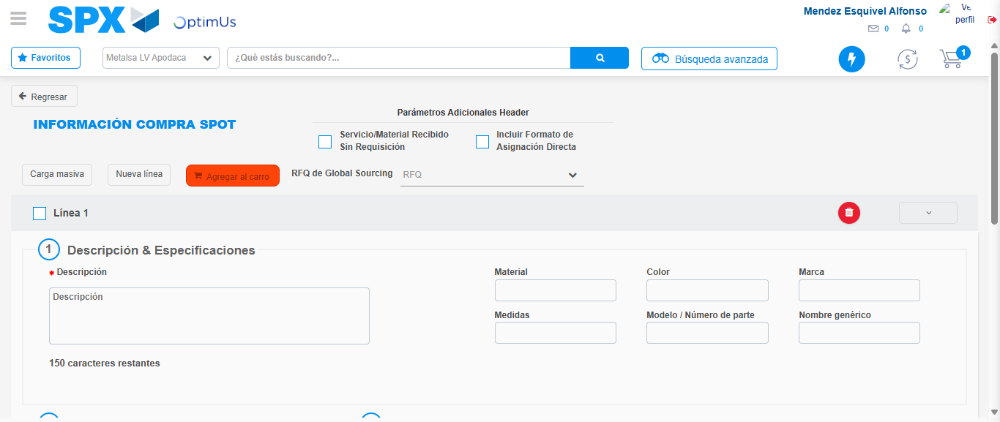 SPX
OptimUs
Mendez Esquivel Alfonso
Ve
perfil
0
0
Favoritos
Metalsa LV Apodaca
¿Qué estás buscando?...
Búsqueda avanzada
$
1
Regresar
INFORMACIÓN COMPRA SPOT
Parámetros Adicionales Header
Servicio/Material Recibido
Sin Requisición
Incluir Formato de
Asignación Directa
Carga masiva
Nueva línea
Agregar al carro
RFQ de Global Sourcing
RFQ
Línea 1
1
Descripción & Especificaciones
* Descripción
Descripción
150 caracteres restantes
Material
Color
Marca
Medidas
Modelo / Número de parte
Nombre genérico